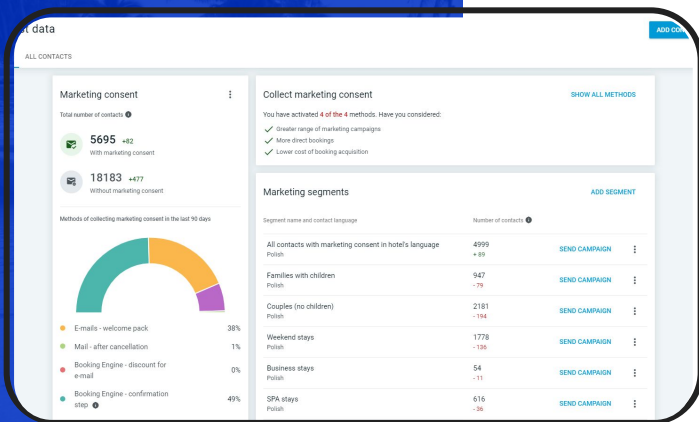 data
ADD
ALL CONTACTS
Marketing consent
Total number of contacts
5695 +82
With marketing consent
18183 +477
Without marketing consent
Methods of collecting marketing consent in the last 90 days
E-mails - welcome pack 38%
Mail - after cancellation 1%
Booking Engine - discount for
e-mail 0%
Booking Engine - confirmation
step 49%
Collect marketing consent SHOW ALL METHODS
You have activated 4 of the 4 methods. Have you considered:
Greater range of marketing campaigns
More direct bookings
Lower cost of booking acquisition
Marketing segments ADD SEGMENT
Segment name and contact language Number of contacts
All contacts with marketing consent in hotel's language 4999 SEND CAMPAIGN
Polish + 89
Families with children 947 SEND CAMPAIGN
Polish - 79
Couples (no children) 2181 SEND CAMPAIGN
Polish - 194
Weekend stays 1778 SEND CAMPAIGN
Polish - 136
Business stays 54 SEND CAMPAIGN
Polish - 11
SPA stays 616 SEND CAMPAIGN
Polish - 36